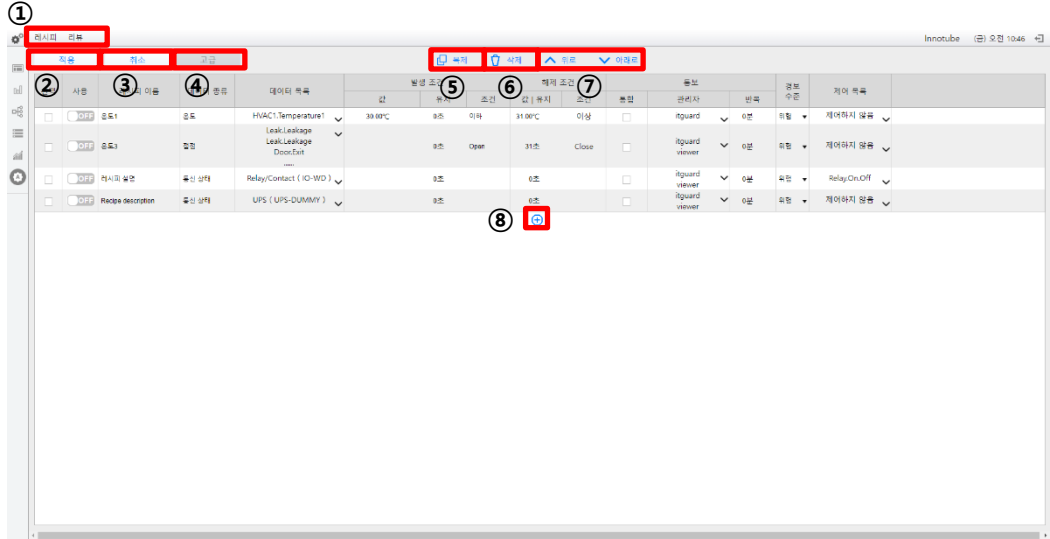 ①
레시피 리뷰
Innotube (금) 오전 10:46
적용 취소 고급 복제 삭제 위로 아래로
② ③ ④ ⑤ ⑥ ⑦
발생 조건 해제 조건 통보
사용 이름 종류 데이터 목록 값 유지 조건 값 | 유지 조건 통합 관리자 반복 경보 수준 제어 목록
OFF 온도1 온도 HVAC1.Temperature1 30.00℃ 0초 이하 31.00℃ 이상 itguard 0분 위험 제어하지 않음
Leak.Leakage
OFF 온도3 접점 Leak.Leakage 0초 Open 31초 Close itguard 0분 위험 제어하지 않음
Door.Exit viewer
.....
OFF 레시피 설명 통신 상태 Relay/Contact ( IO-WD ) 0초 0초 itguard 0분 위험 Relay.On.Off
viewer
OFF Recipe description 통신 상태 UPS ( UPS-DUMMY ) 0초 0초 itguard 0분 위험 제어하지 않음
viewer
⑧